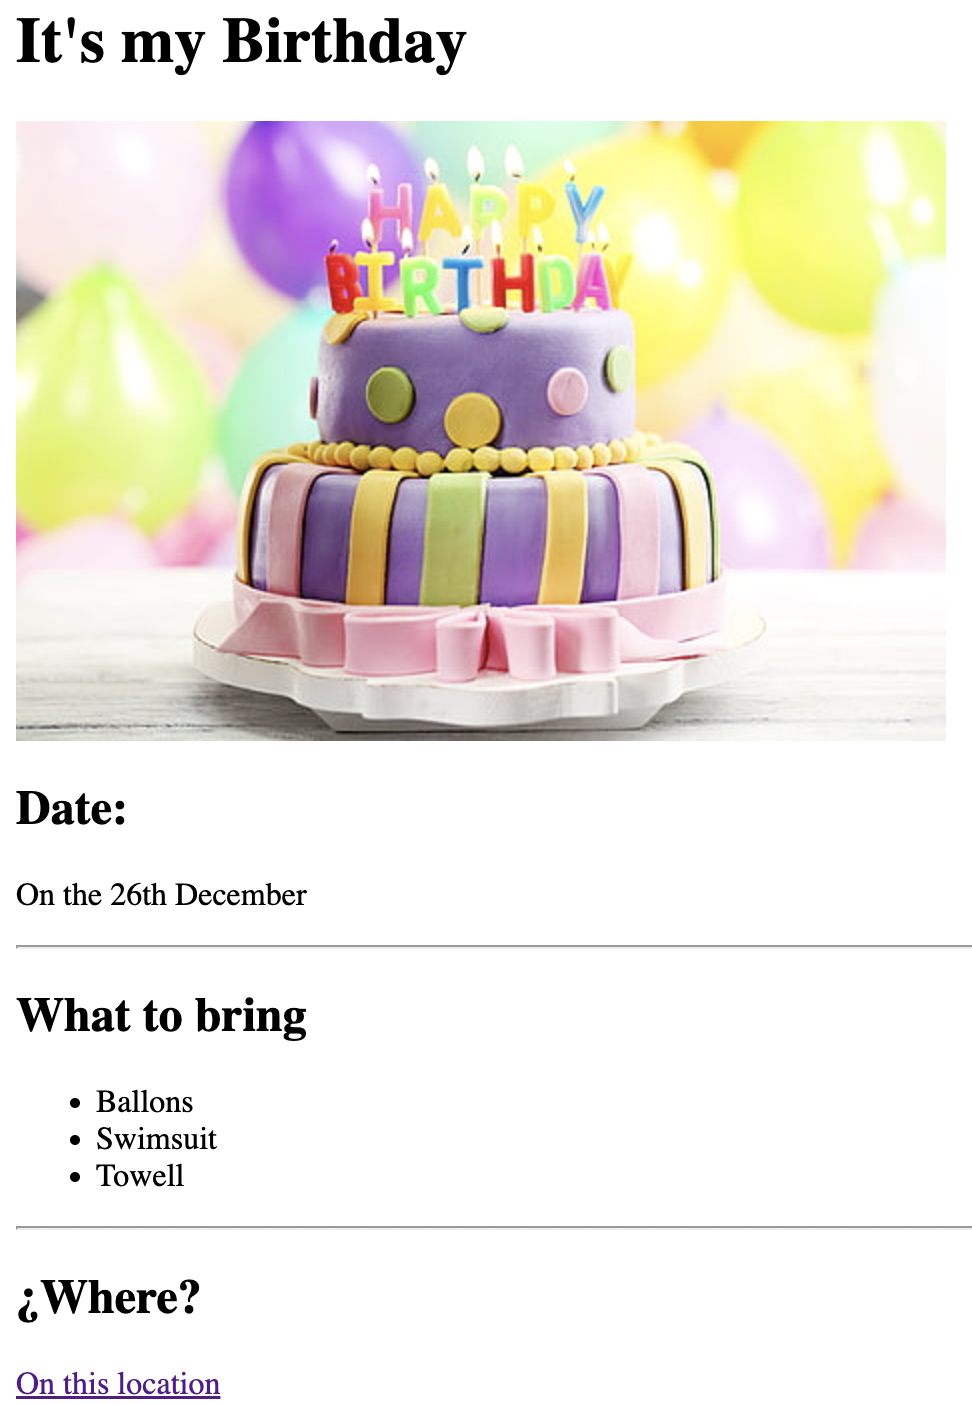 It's my Birthday
HAPPY
BIRTHDAY
Date:
On the 26th December
What to bring
Ballons
Swimsuit
Towell
¿Where?
On this location